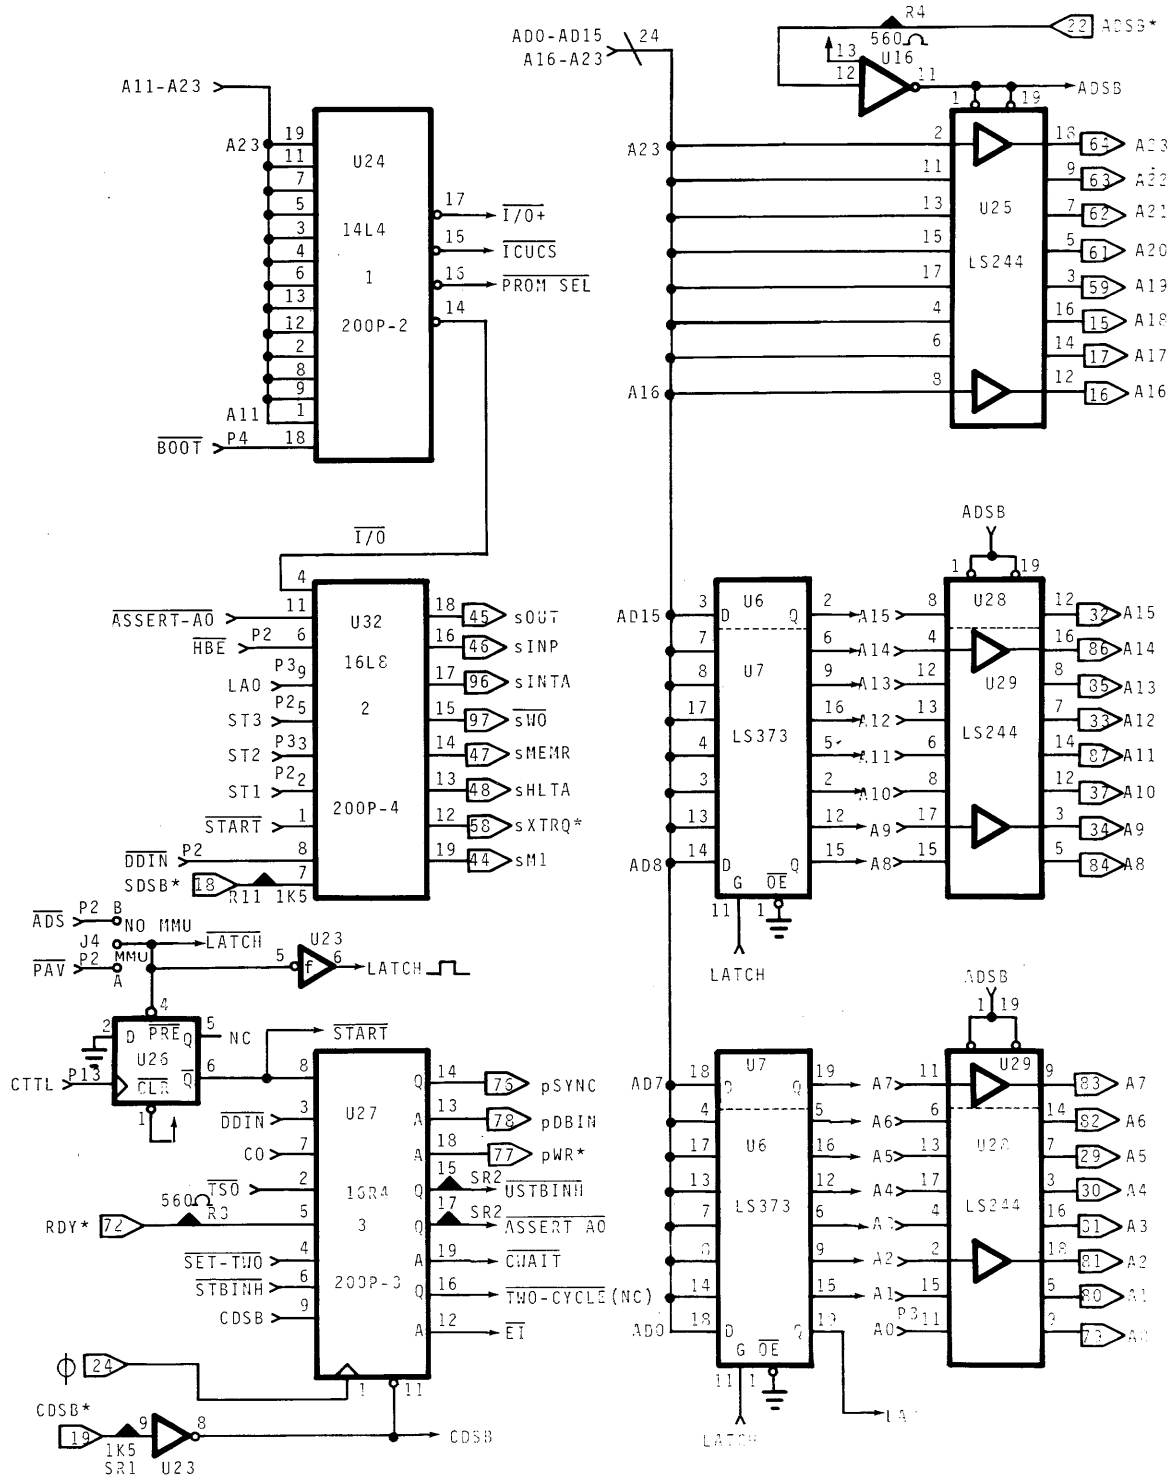 AD0-AD15
A16-A23
24
R4
560Ω
22 ADSB*
13
12
U16
11
ADSB
A11-A23
A23
19
11
7
5
3
4
6
13
12
2
8
9
A11 1
BOOT P4 18
U24
14L4
1
200P-2
17 I/O+
15 ICUCS
16 PROM SEL
14
I/O
1 19
U25
LS244
A23 2 18 64 A23
11 9 63 A22
13 7 62 A21
15 5 61 A20
17 3 59 A19
4 16 15 A18
6 14 17 A17
A16 8 12 16 A16
4
ASSERT-A0 11
HBE P2 6
LA0 P3 9
ST3 P2 5
ST2 P3 3
ST1 P2 2
START 1
DDIN P2 8
SDSB* 18 R11 1K5 7
U32
16L8
2
200P-4
18 45 sOUT
16 46 sINP
17 96 sINTA
15 97 sWO
14 47 sMEMR
13 48 sHLTA
12 58 sXTRQ*
19 44 sM1
ADSB
1 19
U6
U7
LS373
D Q
D Q
G OE
11 1
LATCH
U28
U29
LS244
AD15 3 2 A15 8 12 32 A15
7 6 A14 4 16 86 A14
8 9 A13 12 8 85 A13
17 16 A12 13 7 33 A12
4 5 A11 6 14 87 A11
3 2 A10 8 12 37 A10
13 12 A9 17 3 34 A9
AD8 14 15 A8 15 5 84 A8
ADS P2 B
NO MMU
J4
LATCH
MMU
PAV P2 A
5 U23 f 6
LATCH
4
2 D PRE Q 5 NC
U26
CTTL P13 CLR Q 6
1
START
8
DDIN 3
CO 7
TSO 2
RDY* 72 560Ω R3 5
SET-TWO 4
STBINH 6
CDSB 9
U27
16R4
3
200P-3
Q 14 76 pSYNC
A 13 78 pDBIN
A 18 77 pWR*
Q 15 SR2 USTBINH
Q 17 SR2 ASSERT A0
A 19 CWAIT
Q 16 TWO-CYCLE(NC)
A 12 EI
Φ 24
1 11
CDSB*
19 1K5 SR1 9 U23 8
CDSB
ADSB
1 19
U7
U6
LS373
D Q
D Q
G OE
11 1
U29
U28
LS244
AD7 18 19 A7 11 9 83 A7
4 5 A6 6 14 82 A6
17 16 A5 13 7 29 A5
13 12 A4 17 3 30 A4
7 6 4 16 A3
9 A2 2 18 81 A2
14 15 A1 15 5 80 A1
AD0 18 19 A0 P3 11 9